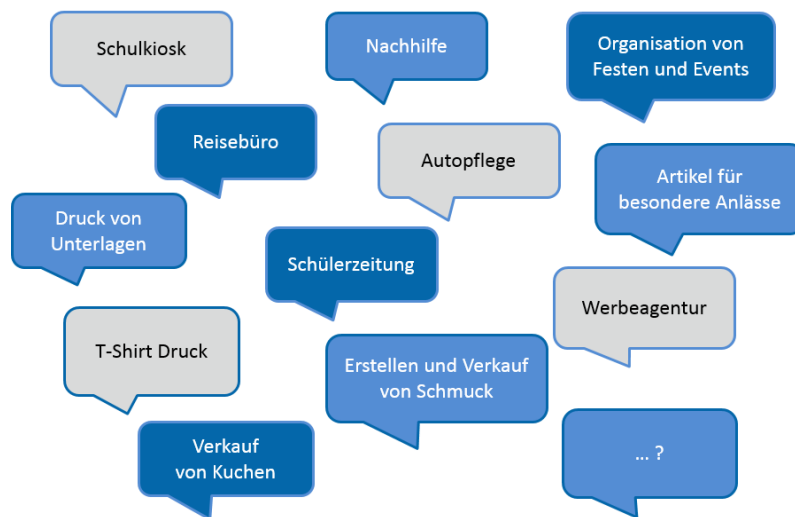 Schulkiosk
Nachhilfe
Organisation von
Festen und Events
Reisebüro
Autopflege
Artikel für
besondere Anlässe
Druck von
Unterlagen
Schülerzeitung
Werbeagentur
T-Shirt Druck
Erstellen und Verkauf
von Schmuck
Verkauf
von Kuchen
... ?